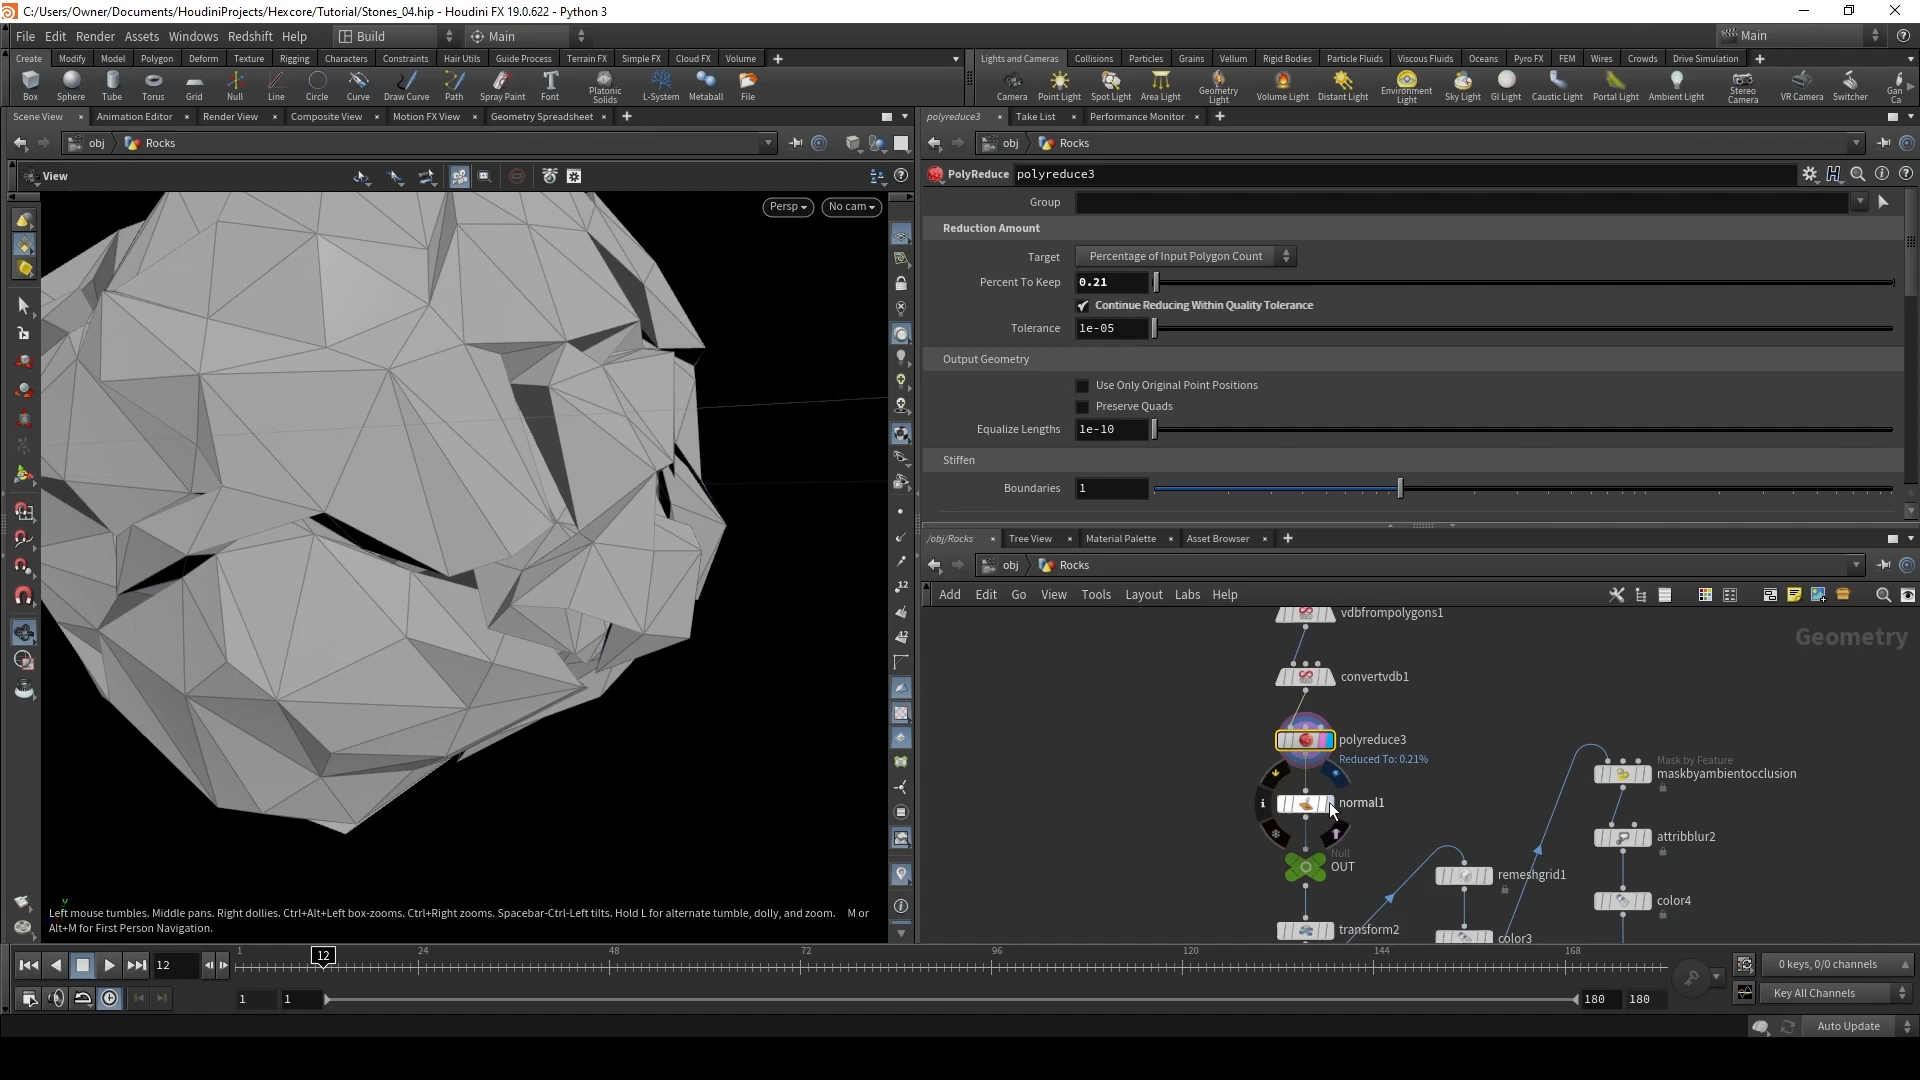 C:/Users/Owner/Documents/HoudiniProjects/Hexcore/Tutorial/Stones_04.hip - Houdini FX 19.0.622 - Python 3
File Edit Render Assets Windows Redshift Help Build Main Main
Create Modify Model Polygon Deform Texture Rigging Characters Constraints Hair Utils Guide Process Terrain FX Simple FX Cloud FX Volume
Lights and Cameras Collisions Particles Grains Vellum Rigid Bodies Particle Fluids Viscous Fluids Oceans Pyro FX FEM Wires Crowds Drive Simulation
Box Sphere Tube Torus Grid Null Line Circle Curve Draw Curve Path Spray Paint Font Platonic Solids L-System Metaball File
Camera Point Light Spot Light Area Light Geometry Light Volume Light Distant Light Environment Light Sky Light GI Light Caustic Light Portal Light Ambient Light Stereo Camera VR Camera Switcher Gan Ca
Scene View Animation Editor Render View Composite View Motion FX View Geometry Spreadsheet
obj Rocks
View
Persp No cam
12
12
y
Left mouse tumbles. Middle pans. Right dollies. Ctrl+Alt+Left box-zooms. Ctrl+Right zooms. Spacebar-Ctrl-Left tilts. Hold L for alternate tumble, dolly, and zoom. M or
Alt+M for First Person Navigation.
polyreduce3 Take List Performance Monitor
obj Rocks
PolyReduce polyreduce3
Group
Reduction Amount
Target Percentage of Input Polygon Count
Percent To Keep 0.21
Continue Reducing Within Quality Tolerance
Tolerance 1e-05
Output Geometry
Use Only Original Point Positions
Preserve Quads
Equalize Lengths 1e-10
Stiffen
Boundaries 1
/obj/Rocks Tree View Material Palette Asset Browser
obj Rocks
Add Edit Go View Tools Layout Labs Help
Geometry
vdbfrompolygons1
convertvdb1
polyreduce3
Reduced To: 0.21%
Mask by Feature
maskbyambientocclusion
normal1
attribblur2
Null
OUT
remeshgrid1
color4
transform2
color3
12 1 12 24 48 72 96 120 144 168
0 keys, 0/0 channels
1 1 180 180
Key All Channels
Auto Update